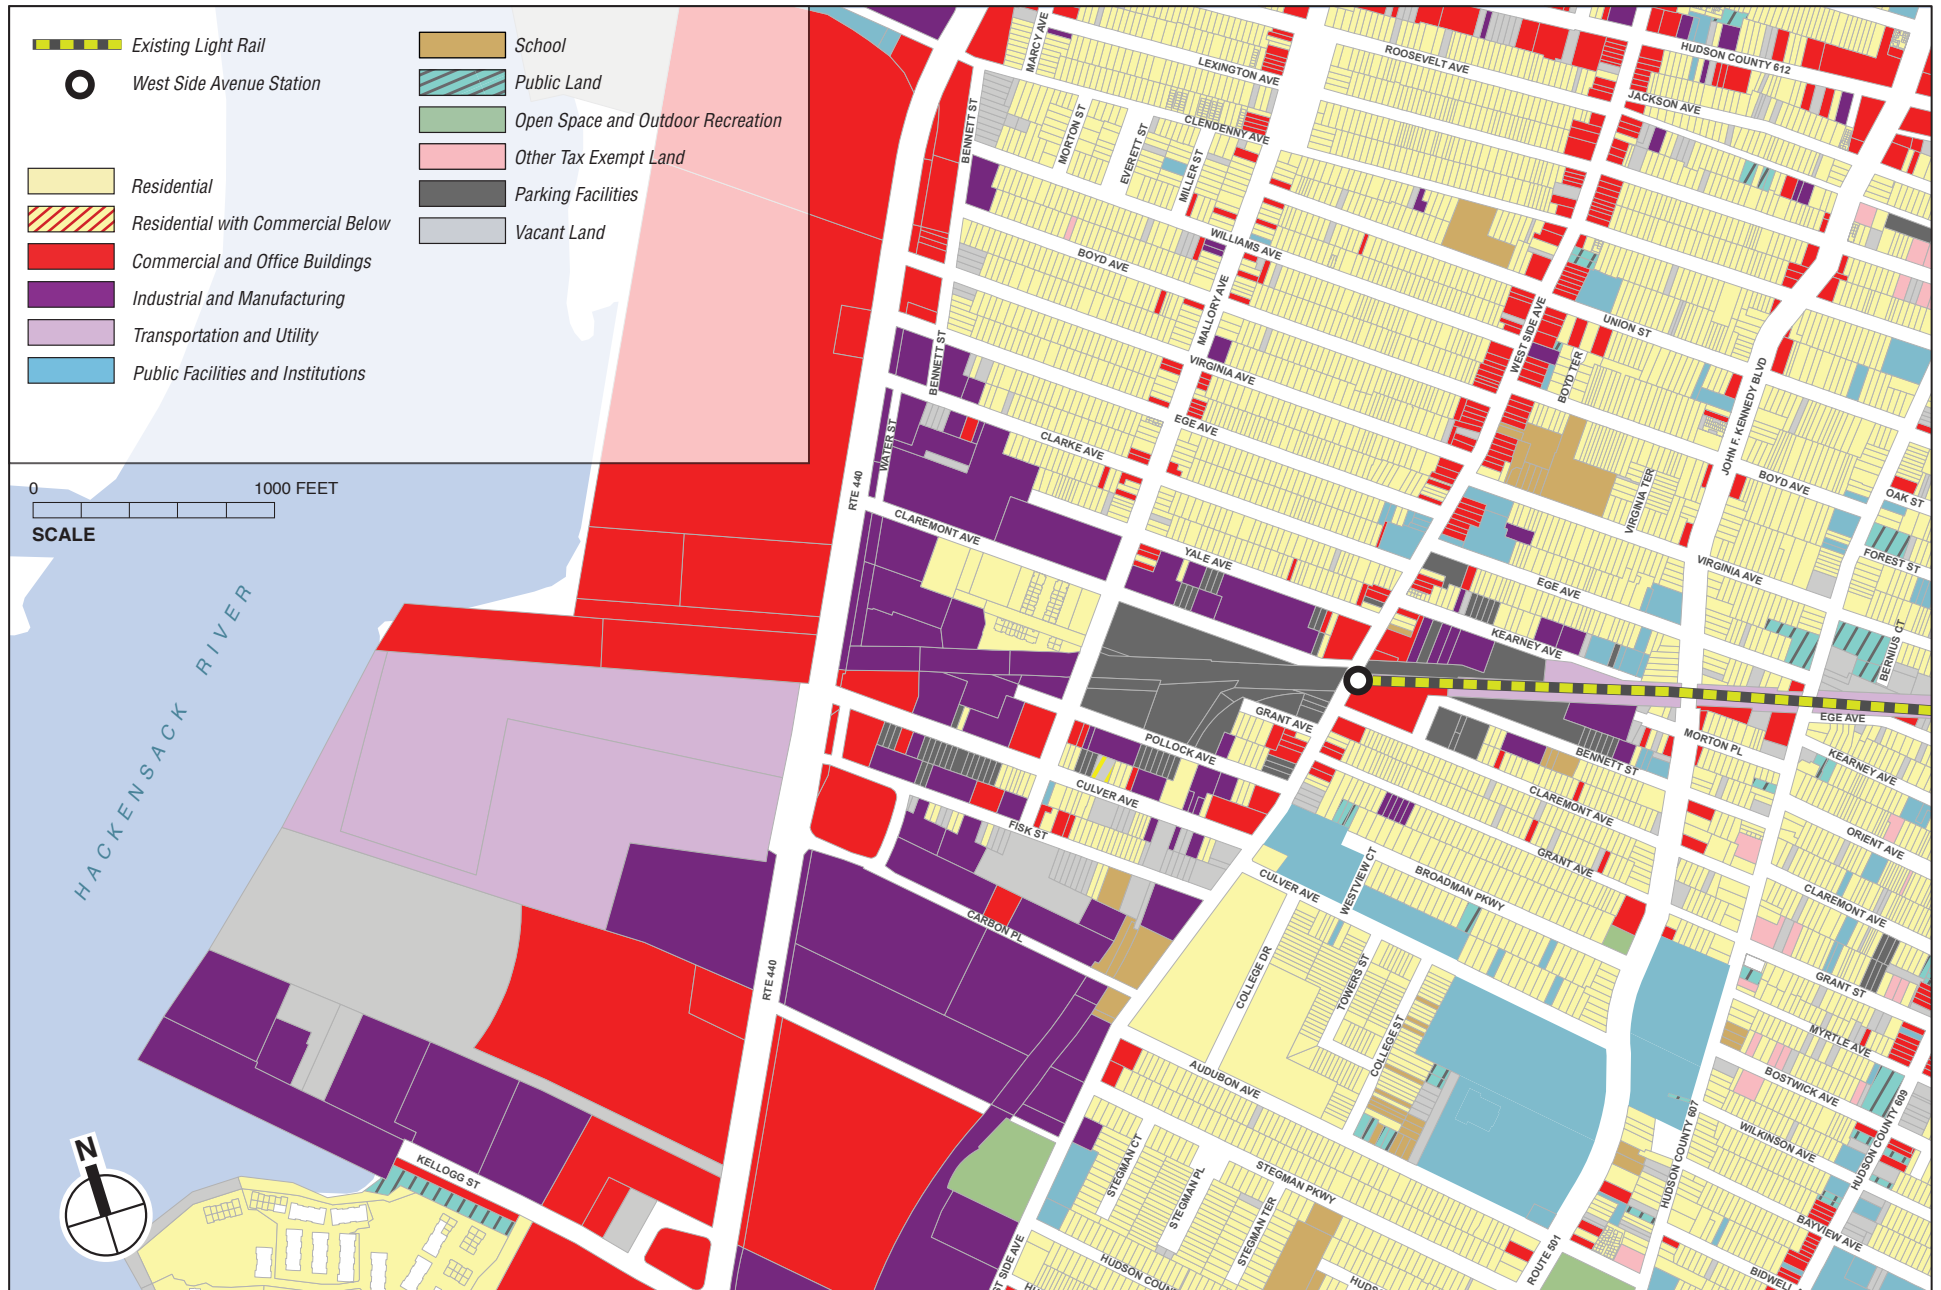 Existing Light Rail
West Side Avenue Station
Residential
Residential with Commercial Below
Commercial and Office Buildings
Industrial and Manufacturing
Transportation and Utility
Public Facilities and Institutions
School
Public Land
Open Space and Outdoor Recreation
Other Tax Exempt Land
Parking Facilities
Vacant Land
0 1000 FEET
SCALE
HACKENSACK RIVER
N
MARCY AVE
LEXINGTON AVE
ROOSEVELT AVE
HUDSON COUNTY 612
JACKSON AVE
BENNETT ST
MORTON ST
EVERETT ST
MILLER ST
CLENDENNY AVE
WILLIAMS AVE
BOYD AVE
MALLORY AVE
WEST SIDE AVE
UNION ST
BOYD TER
JOHN F. KENNEDY BLVD
BENNETT ST
VIRGINIA AVE
EGE AVE
CLARKE AVE
WATER ST
RTE 440
CLAREMONT AVE
YALE AVE
VIRGINIA TER
BOYD AVE
OAK ST
FOREST ST
VIRGINIA AVE
EGE AVE
KEARNEY AVE
BERNIUS CT
EGE AVE
GRANT AVE
POLLOCK AVE
MORTON PL
BENNETT ST
KEARNEY AVE
CULVER AVE
FISK ST
CLAREMONT AVE
ORIENT AVE
GRANT AVE
CARBON PL
CULVER AVE
WESTVIEW CT
BROADMAN PKWY
CLAREMONT AVE
RTE 440
COLLEGE DR
TOWERS ST
COLLEGE ST
GRANT ST
MYRTLE AVE
BOSTWICK AVE
AUDUBON AVE
WILKINSON AVE
HUDSON COUNTY 607
HUDSON COUNTY 609
KELLOGG ST
STEGMAN CT
STEGMAN PL
STEGMAN PKWY
STEGMAN TER
BAYVIEW AVE
ROUTE 501
BIDWELL
ST SIDE AVE
HUDSON COUN
HUDS
HU